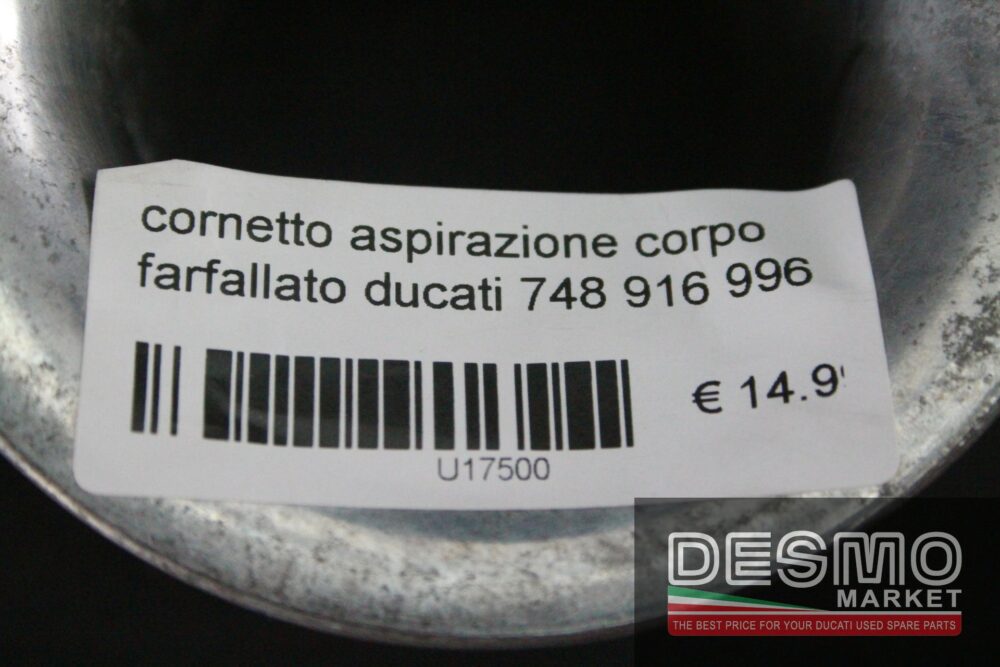 cornetto aspirazione corpo
farfallato ducati 748 916 996
€ 14.9
U17500
DESMO
MARKET
THE BEST PRICE FOR YOUR DUCATI USED SPARE PARTS